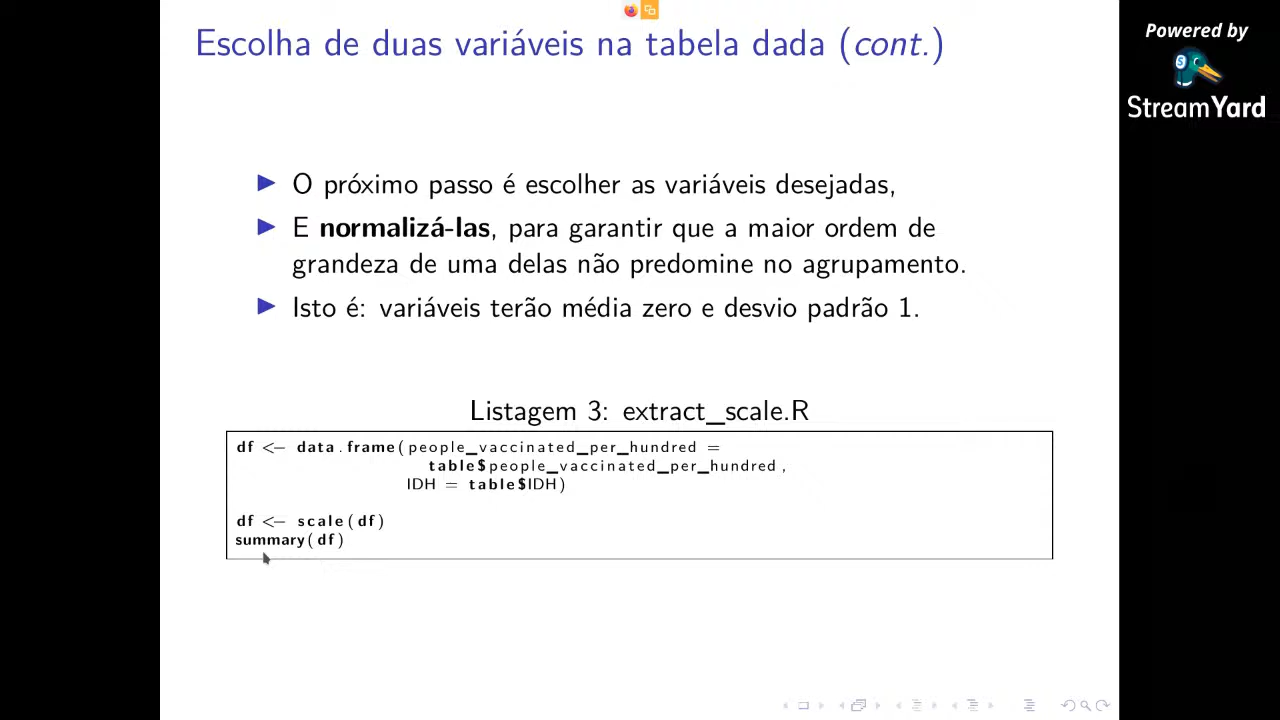 Escolha de duas variáveis na tabela dada (cont.)
Powered by
StreamYard
O próximo passo é escolher as variáveis desejadas,
E normalizá-las, para garantir que a maior ordem de
grandeza de uma delas não predomine no agrupamento.
Isto é: variáveis terão média zero e desvio padrão 1.
Listagem 3: extract_scale.R
df <- data.frame(people_vaccinated_per_hundred =
table$people_vaccinated_per_hundred,
IDH = table$IDH)
df <- scale(df)
summary(df)